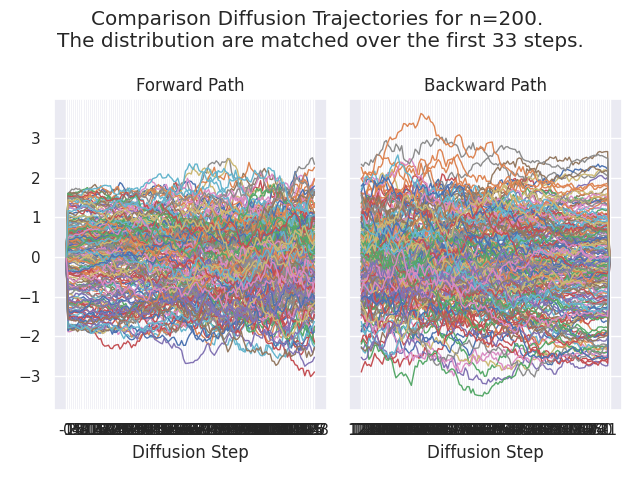 Comparison Diffusion Trajectories for n=200.
The distribution are matched over the first 33 steps.
Forward Path
Backward Path
3
2
1
0
−1
−2
−3
Diffusion Step
Diffusion Step